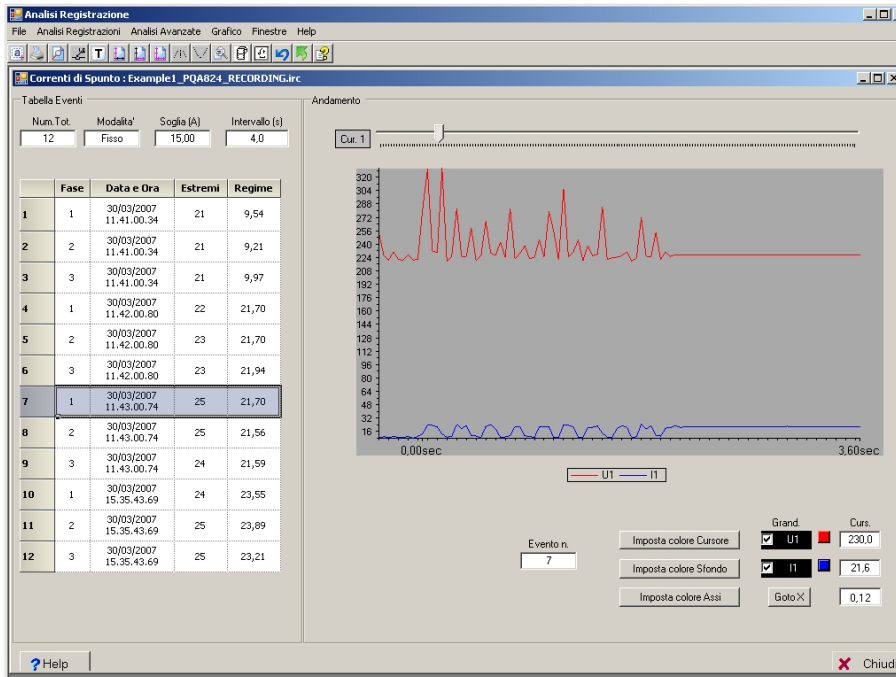 Analisi Registrazione
File Analisi Registrazioni Analisi Avanzate Grafico Finestre Help
Correnti di Spunto : Example1_PQA824_RECORDING.irc
Tabella Eventi
Num.Tot. Modalita' Soglia (A) Intervallo (s)
12 Fisso 15,00 4,0
Fase Data e Ora Estremi Regime
1 1 30/03/2007 11.41.00.34 21 9,54
2 2 30/03/2007 11.41.00.34 21 9,21
3 3 30/03/2007 11.41.00.34 21 9,97
4 1 30/03/2007 11.42.00.80 22 21,70
5 2 30/03/2007 11.42.00.80 23 21,70
6 3 30/03/2007 11.42.00.80 23 21,94
7 1 30/03/2007 11.43.00.74 25 21,70
8 2 30/03/2007 11.43.00.74 25 21,56
9 3 30/03/2007 11.43.00.74 24 21,59
10 1 30/03/2007 15.35.43.69 24 23,55
11 2 30/03/2007 15.35.43.69 25 23,89
12 3 30/03/2007 15.35.43.69 25 23,21
Andamento
Cur. 1
320
304
288
272
256
240
224
208
192
176
160
144
128
112
96
80
64
48
32
16
0,00sec 3,60sec
U1 I1
Evento n.
7
Grand. Curs.
Imposta colore Cursore U1 230,0
Imposta colore Sfondo I1 21,6
Imposta colore Assi Goto X 0,12
? Help
Chiudi